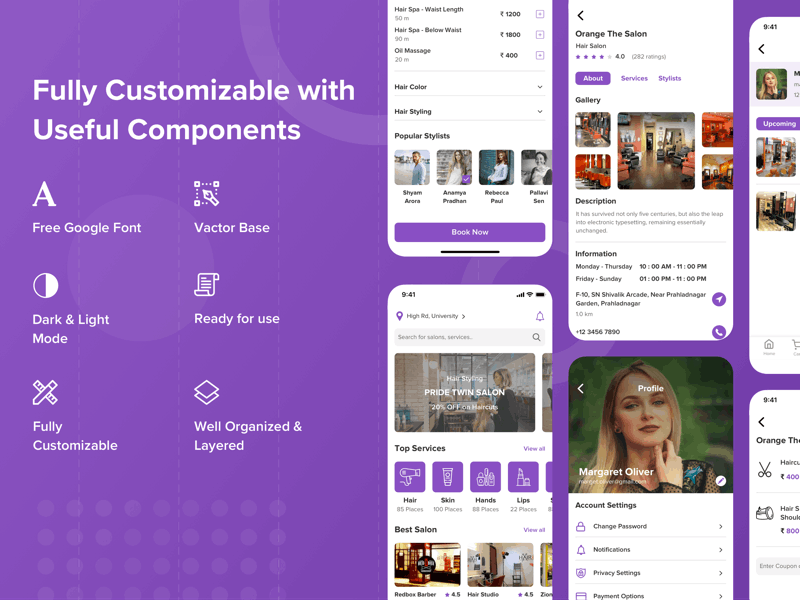 Fully Customizable with
Useful Components
Free Google Font
Vactor Base
Dark & Light
Mode
Ready for use
Fully
Customizable
Well Organized &
Layered
Hair Spa - Waist Length
₹ 1200
50 m
Hair Spa - Below Waist
₹ 1800
90 m
Oil Massage
₹ 400
20 m
Hair Color
Hair Styling
Popular Stylists
Shyam
Arora
Anamya
Pradhan
Rebecca
Paul
Pallavi
Sen
Book Now
9:41
High Rd, University
Search for salons, services..
Hair Styling
PRIDE TWIN SALON
20% OFF on Haircuts
Top Services
View all
Hair
85 Places
Skin
100 Places
Hands
88 Places
Lips
22 Places
Best Salon
View all
Redbox Barber
4.5
Hair Studio
4.5
Zion
Orange The Salon
Hair Salon
4.0 (282 ratings)
About
Services
Stylists
Gallery
Description
It has survived not only five centuries, but also the leap
into electronic typesetting, remaining essentially
unchanged.
Information
Monday - Thursday 10 : 00 AM - 11 : 00 PM
Friday - Sunday 01 : 00 PM - 11 : 00 PM
F-10, SN Shivalik Arcade, Near Prahladnagar
Garden, Prahladnagar
1.0 km
+12 3456 7890
Profile
Margaret Oliver
Account Settings
Change Password
Notifications
Privacy Settings
Payment Options
9:41
Upcoming
Home
9:41
Orange The
Haircu
₹ 400
Hair S
Should
₹ 800
Enter Coupon